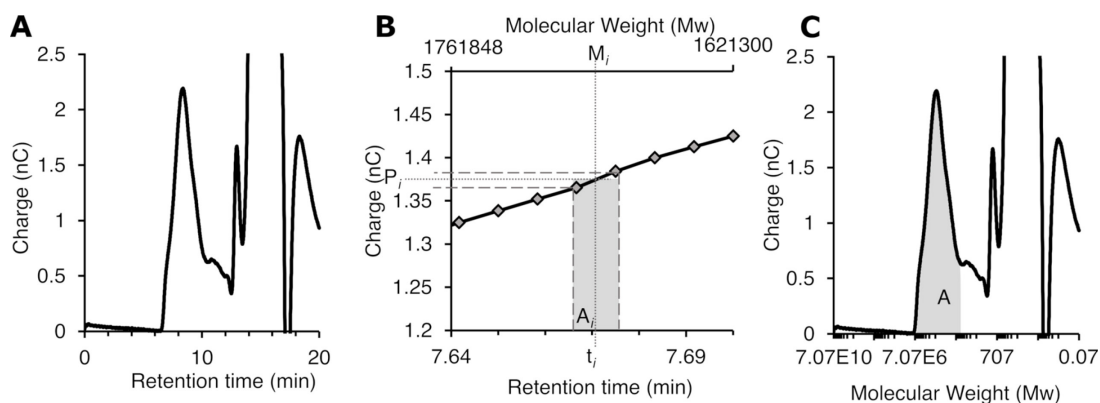 A
2.5
2
1.5
1
0.5
0
Charge (nC)
0
10
20
Retention time (min)
B
Molecular Weight (Mw)
1761848
1621300
M i
1.5
1.45
1.4
P i
1.35
1.3
1.25
1.2
Charge (nC)
A i
7.64
t i
7.69
Retention time (min)
C
2.5
2
1.5
1
0.5
0
Charge (nC)
A
7.07E10
7.07E6
707
0.07
Molecular Weight (Mw)